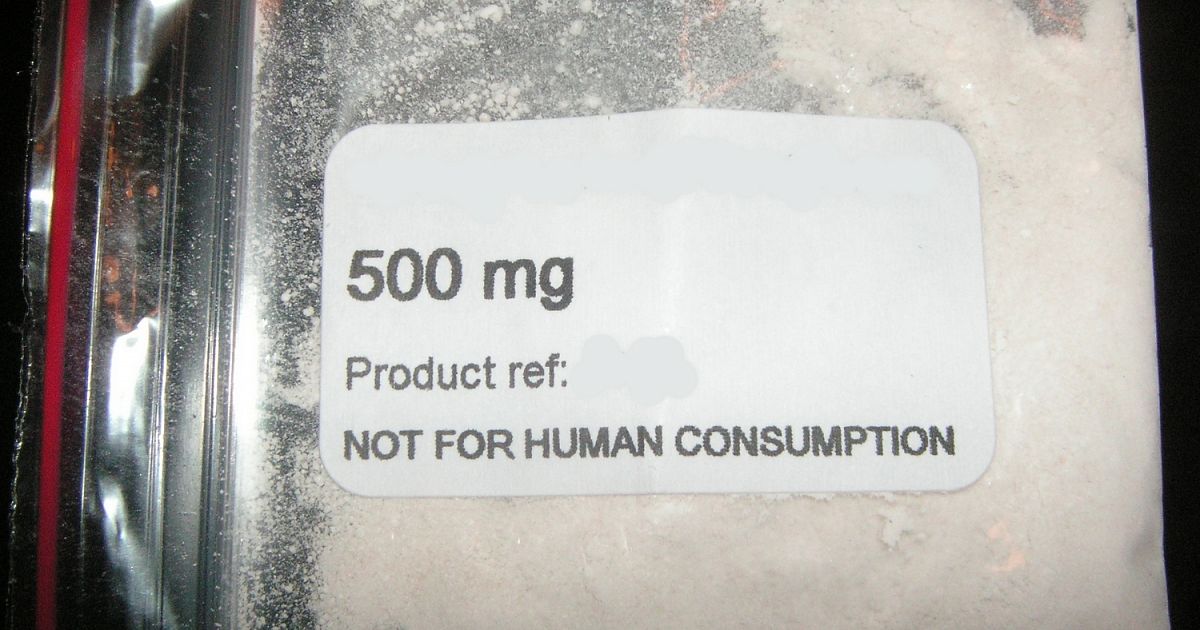 500 mg
Product ref:
NOT FOR HUMAN CONSUMPTION